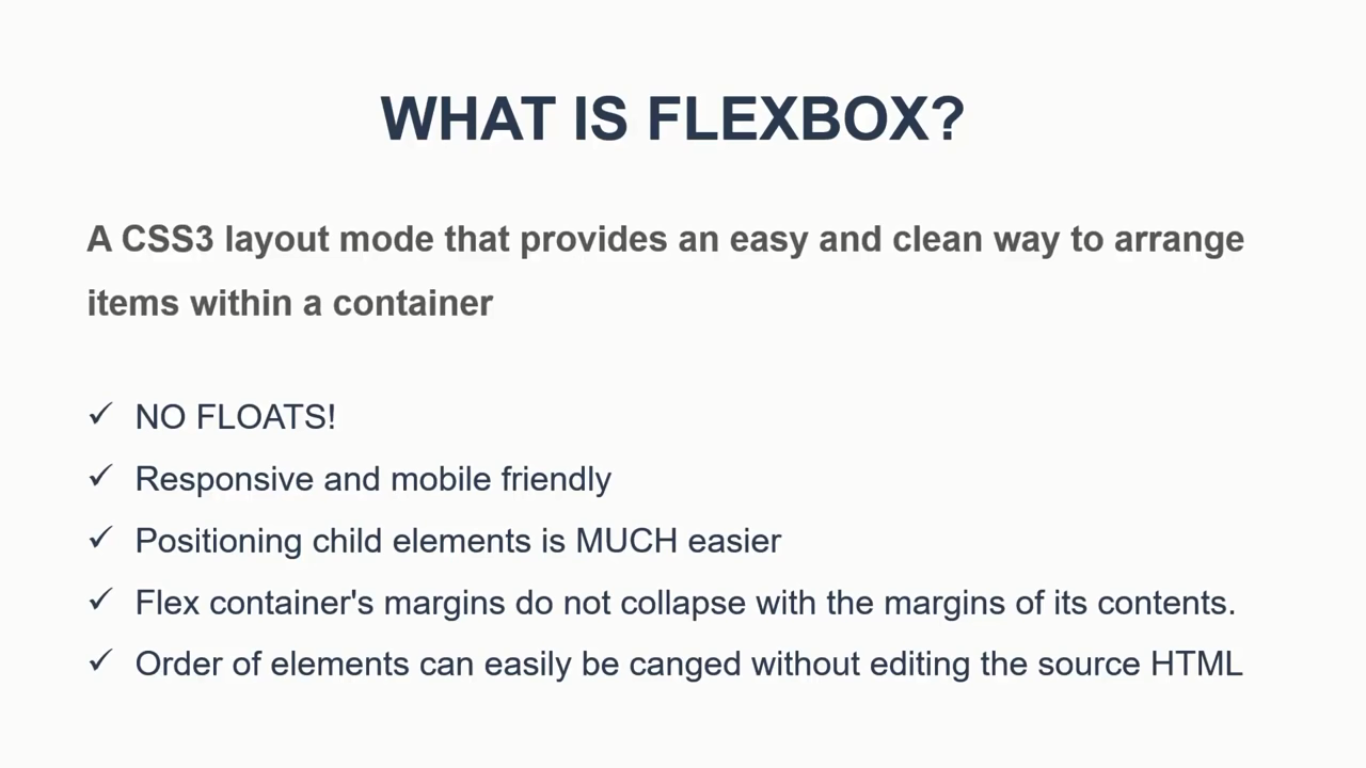 WHAT IS FLEXBOX?
A CSS3 layout mode that provides an easy and clean way to arrange
items within a container
✓ NO FLOATS!
✓ Responsive and mobile friendly
✓ Positioning child elements is MUCH easier
✓ Flex container's margins do not collapse with the margins of its contents.
✓ Order of elements can easily be canged without editing the source HTML